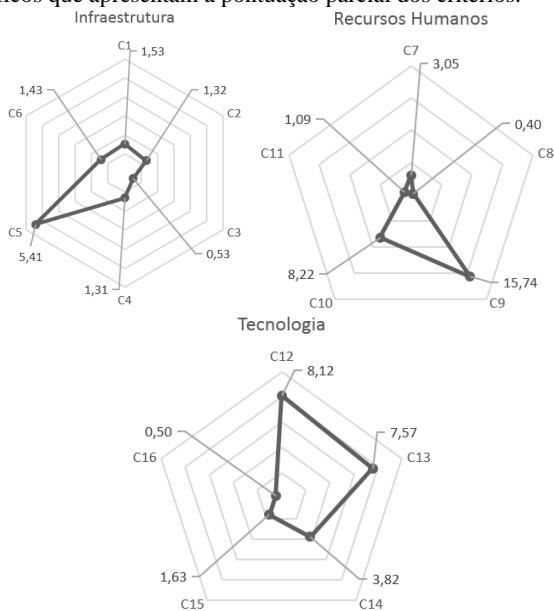 ficos que apresentam a pontuação parcial dos critérios.
Infraestrutura
C1
1,53
1,43
1,32
C6
C2
C5
C3
5,41
0,53
1,31
C4
Recursos Humanos
C7
3,05
1,09
0,40
C11
C8
8,22
15,74
C10
C9
Tecnologia
C12
8,12
0,50
7,57
C16
C13
1,63
3,82
C15
C14